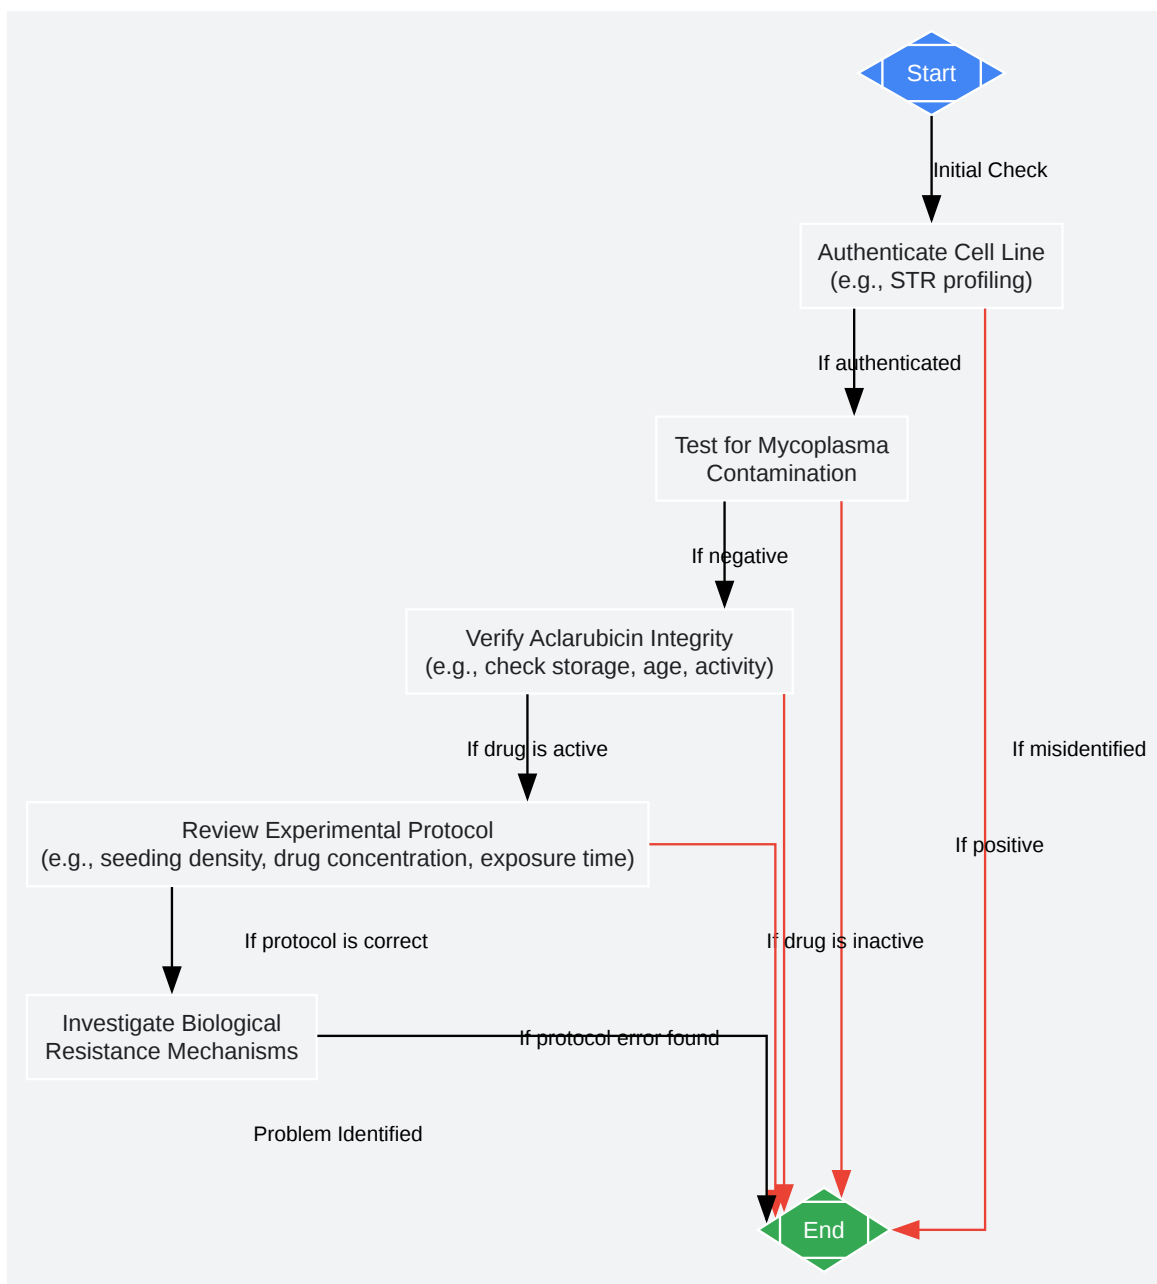 Start
Initial Check
Authenticate Cell Line
(e.g., STR profiling)
If authenticated
Test for Mycoplasma
Contamination
If negative
Verify Aclarubicin Integrity
(e.g., check storage, age, activity)
If drug is active
If misidentified
Review Experimental Protocol
(e.g., seeding density, drug concentration, exposure time)
If positive
If protocol is correct
If drug is inactive
Investigate Biological
Resistance Mechanisms
If protocol error found
Problem Identified
End